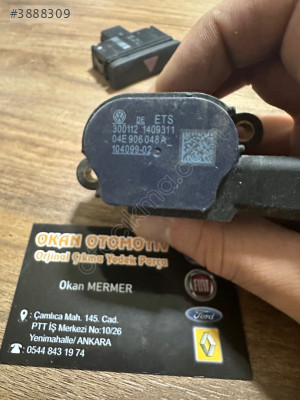 #3888309
DE ETS
300112 1409311
04E 906 048 A
104099-02
OKAN OTOMOTİV
Orjinal Çıkma Yedek Parça
Okan MERMER
: Çamlıca Mah. 145. Cad.
PTT İŞ Merkezi No:10/26
Yenimahalle/ ANKARA
: 0544 843 19 74
FIAT
Ford
RENAULT